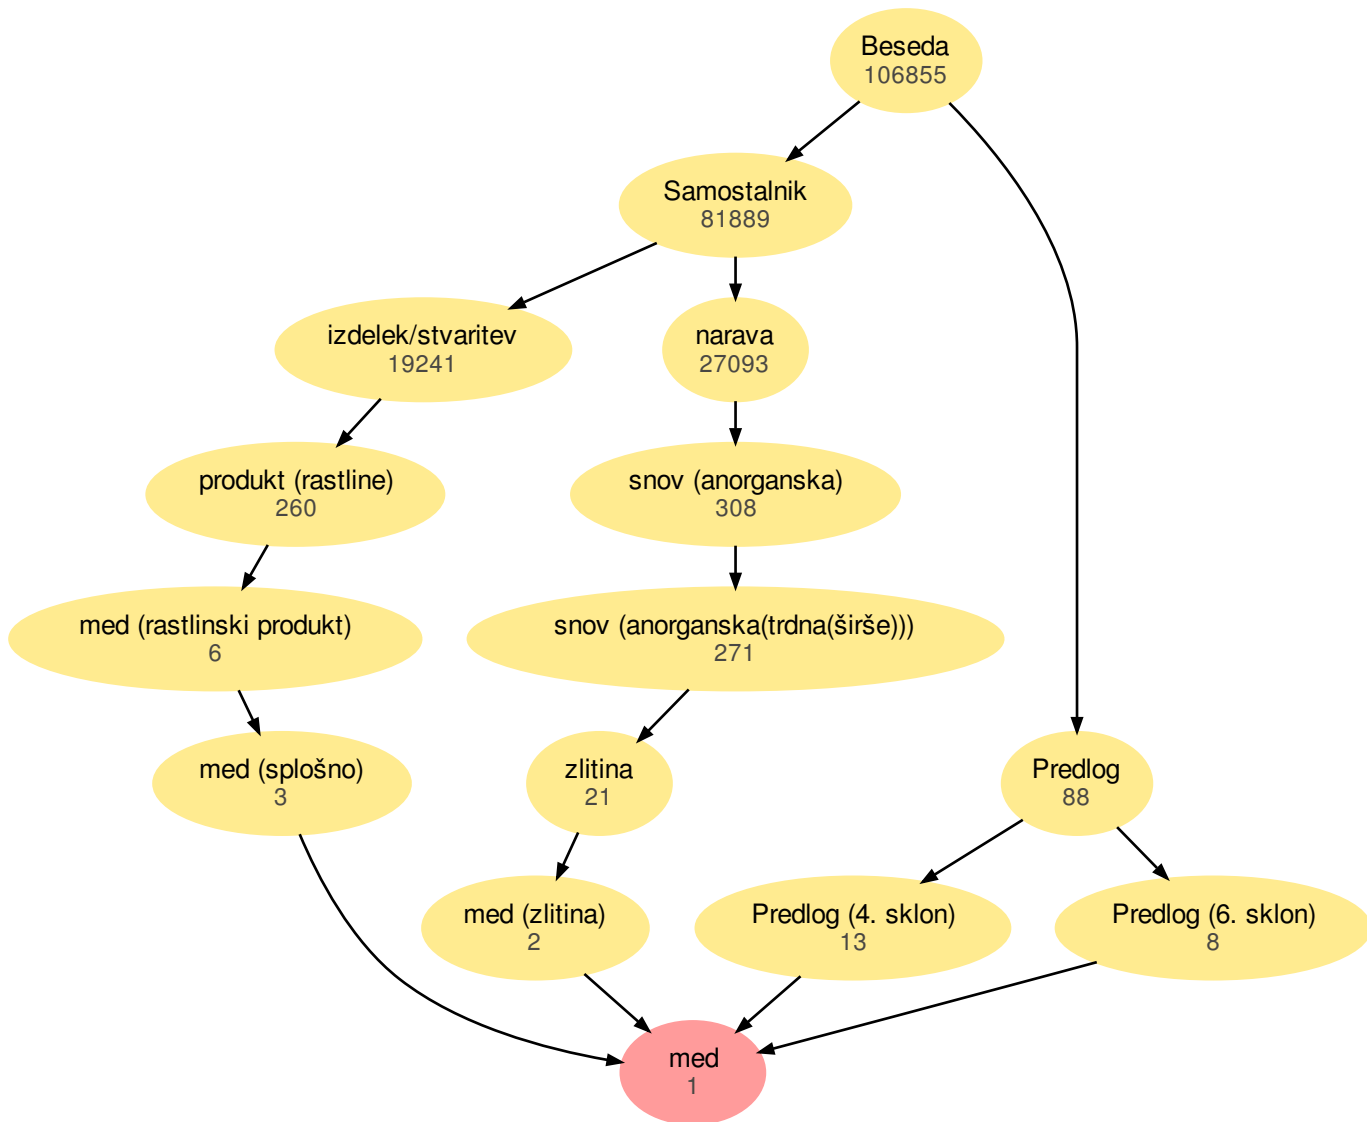 Beseda
106855
Samostalnik
81889
izdelek/stvaritev
19241
narava
27093
produkt (rastline)
260
snov (anorganska)
308
med (rastlinski produkt)
6
snov (anorganska(trdna(širše)))
271
med (splošno)
3
zlitina
21
Predlog
88
med (zlitina)
2
Predlog (4. sklon)
13
Predlog (6. sklon)
8
med
1